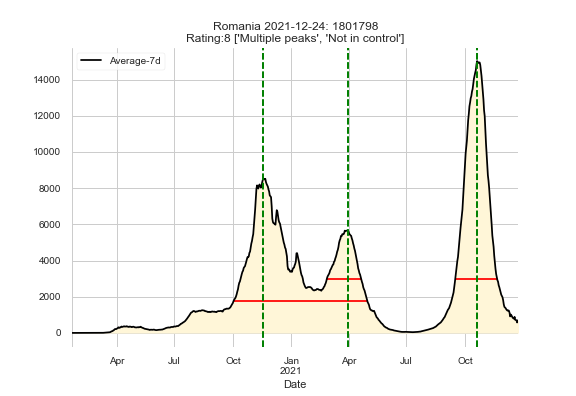 Romania 2021-12-24: 1801798
Rating:8 ['Multiple peaks', 'Not in control']
Average-7d
14000
12000
10000
8000
6000
4000
2000
0
Apr Jul Oct Jan Apr Jul Oct
2021
Date